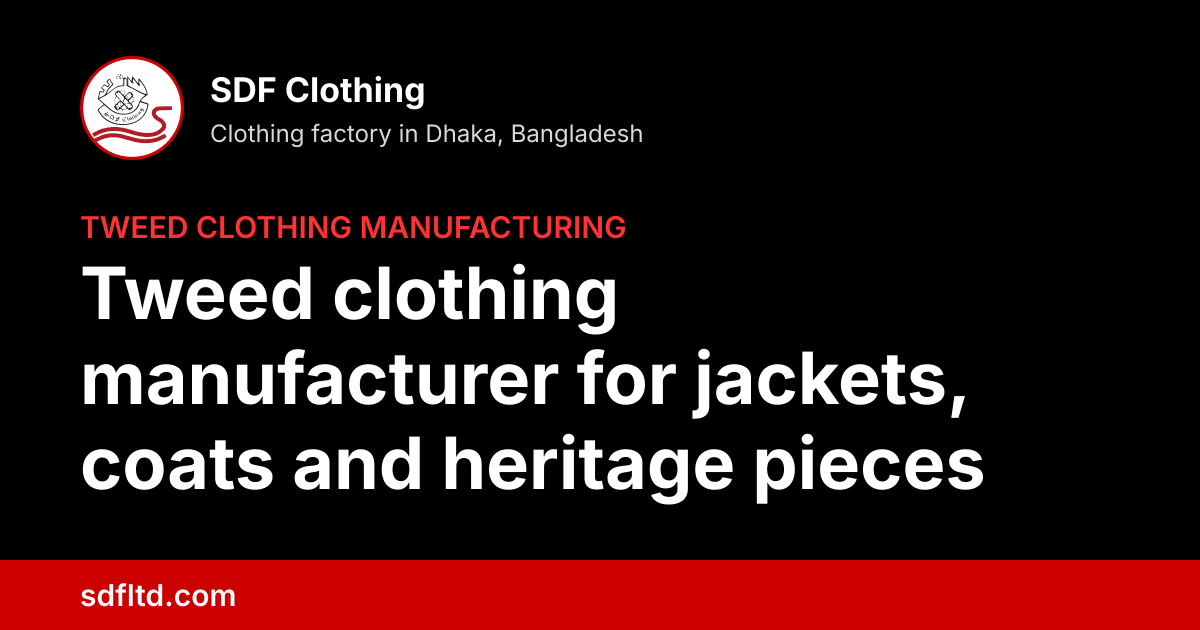 SDF Clothing
Clothing factory in Dhaka, Bangladesh
TWEED CLOTHING MANUFACTURING
Tweed clothing
manufacturer for jackets,
coats and heritage pieces
sdfltd.com